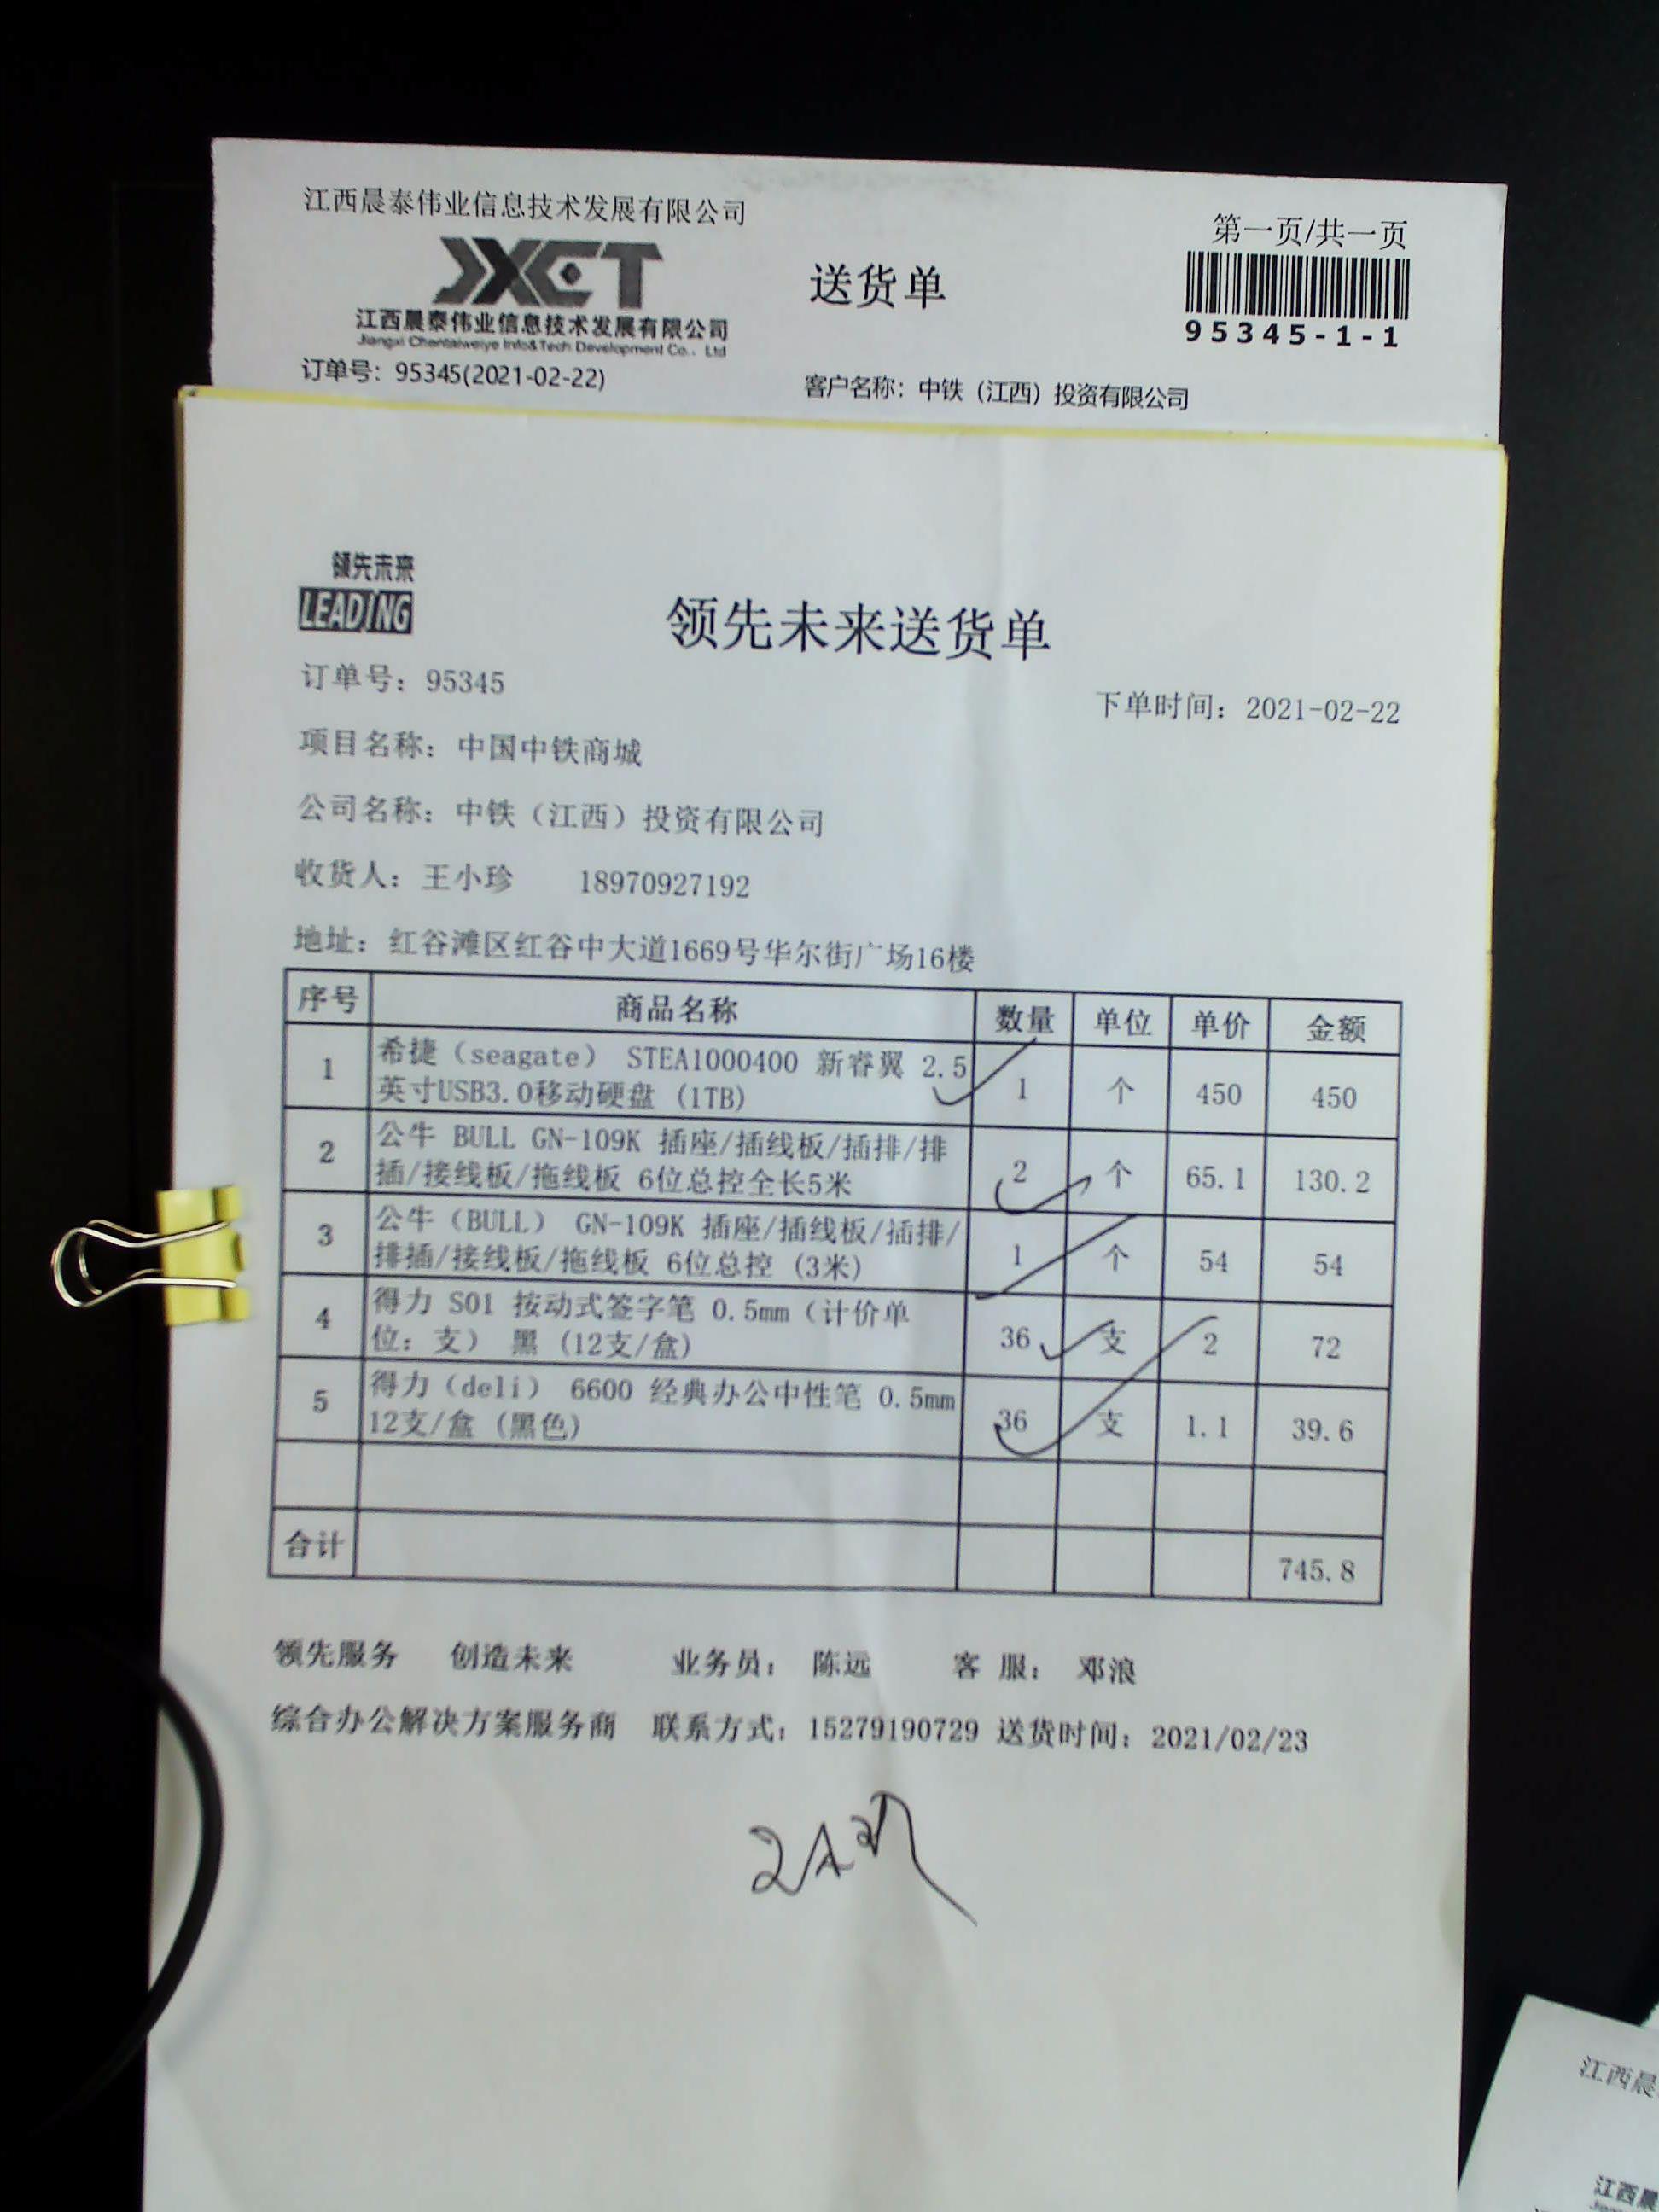 江西晨泰伟业信息技术发展有限公司
第一页/共一页
JXCT
送货单
江西晨泰伟业信息技术发展有限公司
Jiangxi Chentaiweiye Info&Tech Development Co., Ltd
95345-1-1
订单号：95345(2021-02-22)
客户名称：中铁（江西）投资有限公司
领先未来
LEADING
领先未来送货单
订单号：95345
下单时间：2021-02-22
项目名称：中国中铁商城
公司名称：中铁（江西）投资有限公司
收货人：王小珍 18970927192
地址：红谷滩区红谷中大道1669号华尔街广场16楼
序号 商品名称 数量 单位 单价 金额
1 希捷（seagate） STEA1000400 新睿翼 2.5 1 个 450 450
英寸USB3.0移动硬盘 (1TB)
2 公牛 BULL GN-109K 插座/插线板/插排/排 2 个 65.1 130.2
插/接线板/拖线板 6位总控全长5米
3 公牛（BULL） GN-109K 插座/插线板/插排/ 1 个 54 54
排插/接线板/拖线板 6位总控 (3米)
4 得力 S01 按动式签字笔 0.5mm（计价单 36 支 2 72
位：支） 黑 (12支/盒)
5 得力（deli） 6600 经典办公中性笔 0.5mm 36 支 1.1 39.6
12支/盒 (黑色)
合计 745.8
领先服务 创造未来 业务员： 陈远 客 服： 邓浪
综合办公解决方案服务商 联系方式：15279190729 送货时间：2021/02/23
江西晨
江西晨